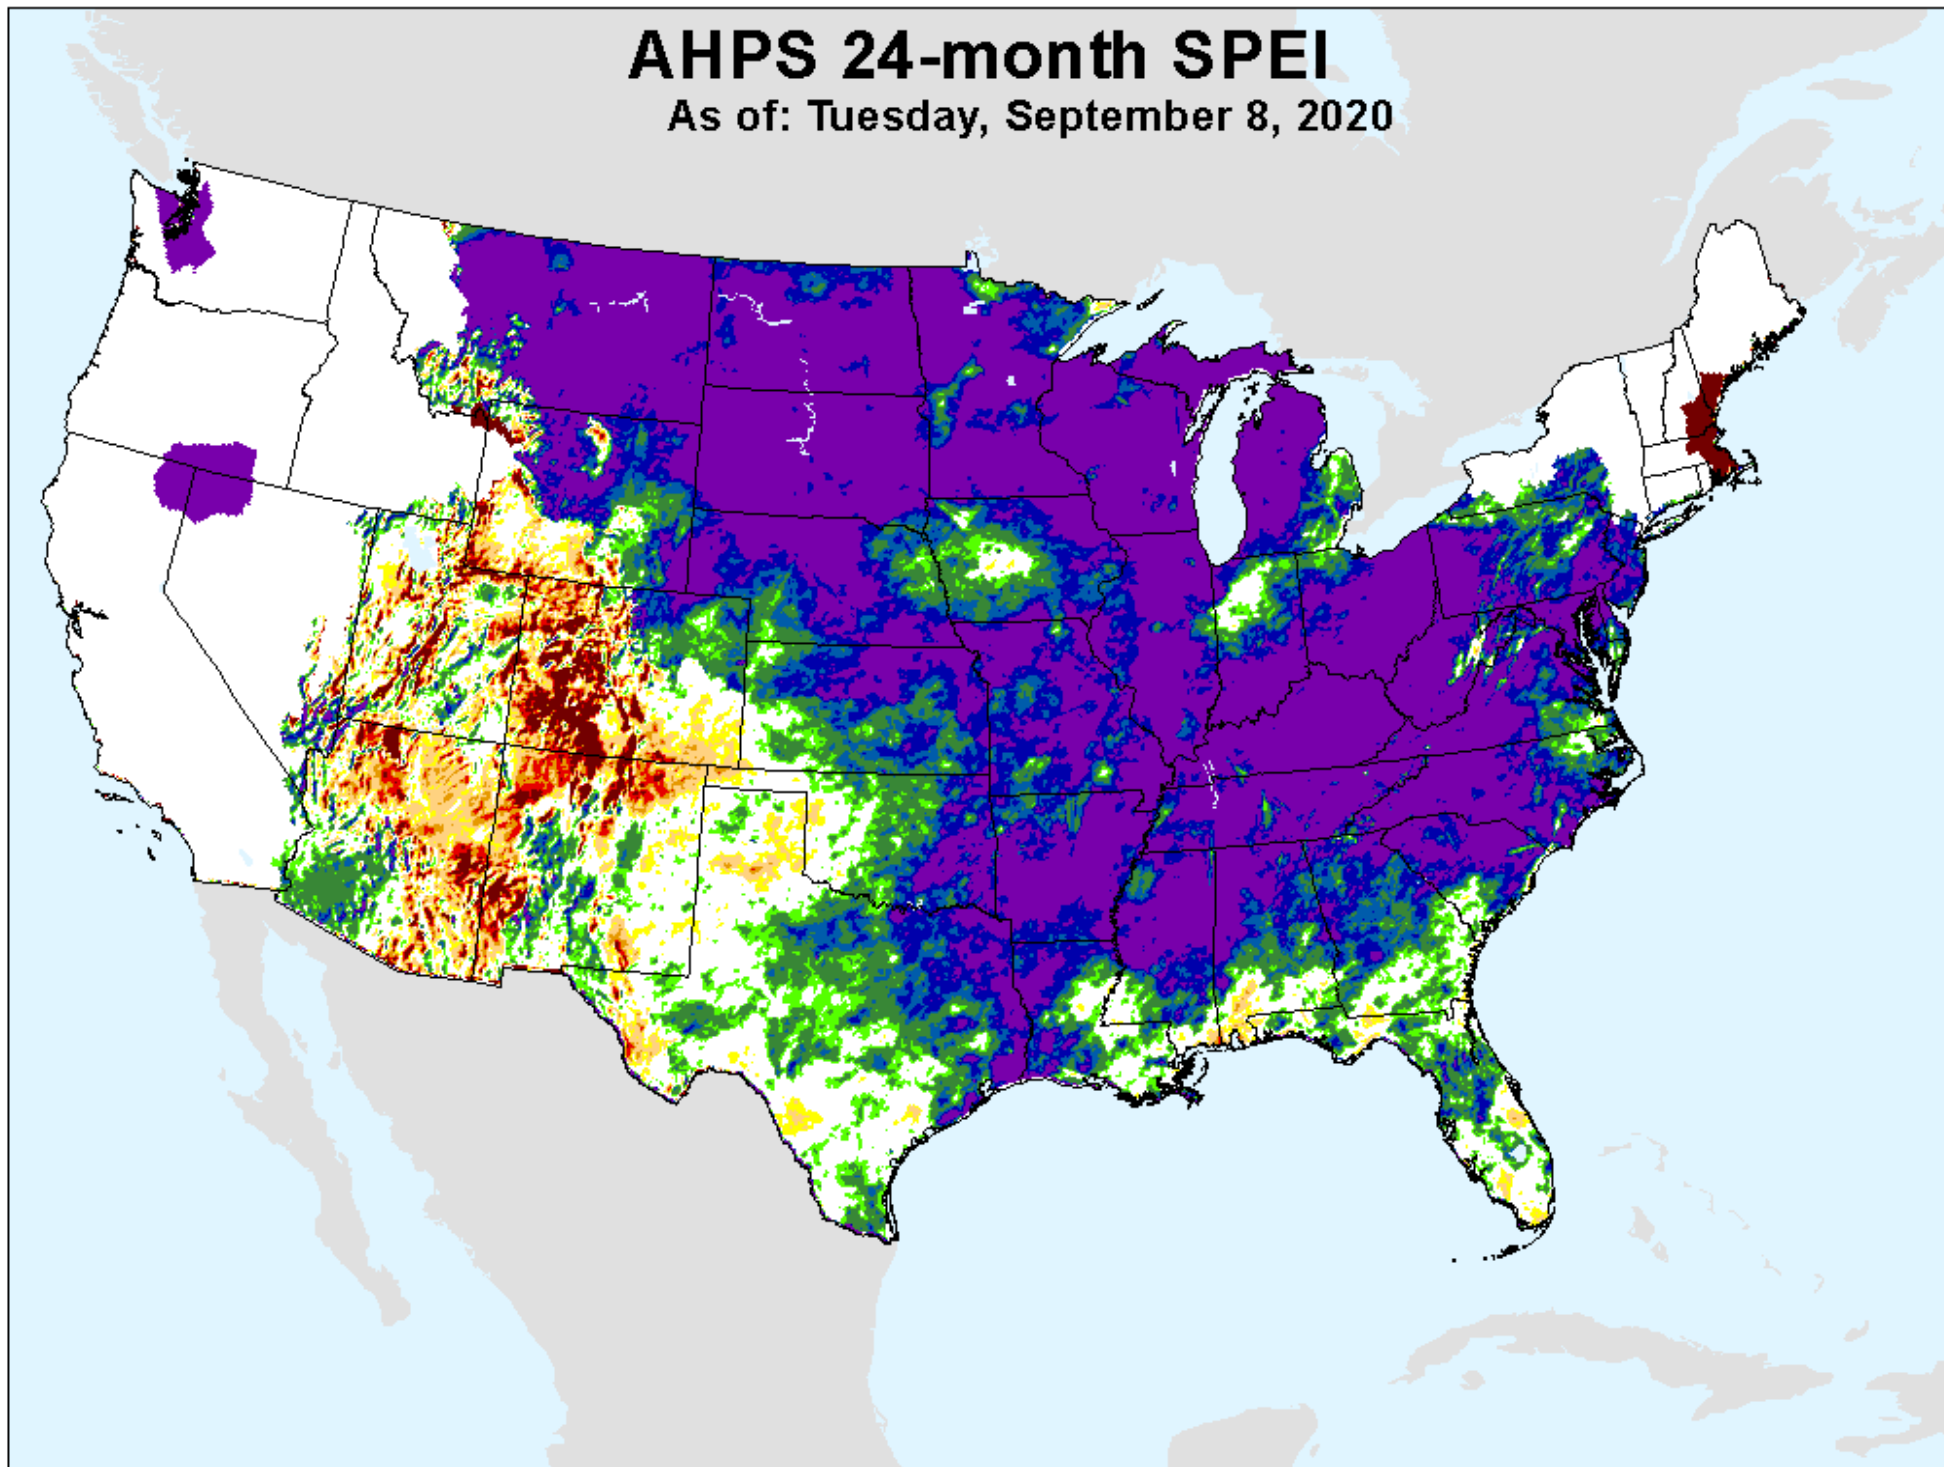 AHPS 24-month SPEI
As of: Tuesday, September 8, 2020